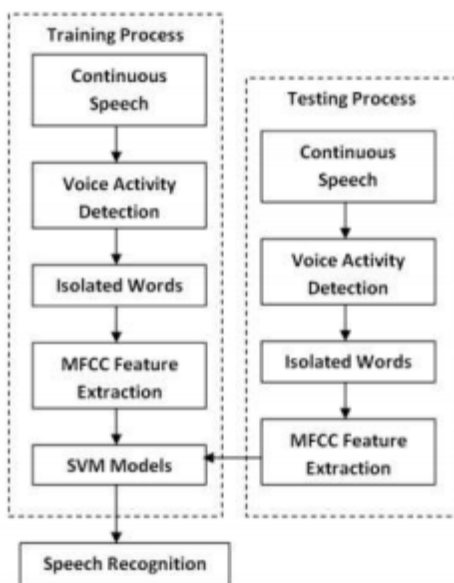 Training Process
Continuous
Speech
Voice Activity
Detection
Isolated Words
MFCC Feature
Extraction
SVM Models
Speech Recognition
Testing Process
Continuous
Speech
Voice Activity
Detection
Isolated Words
MFCC Feature
Extraction